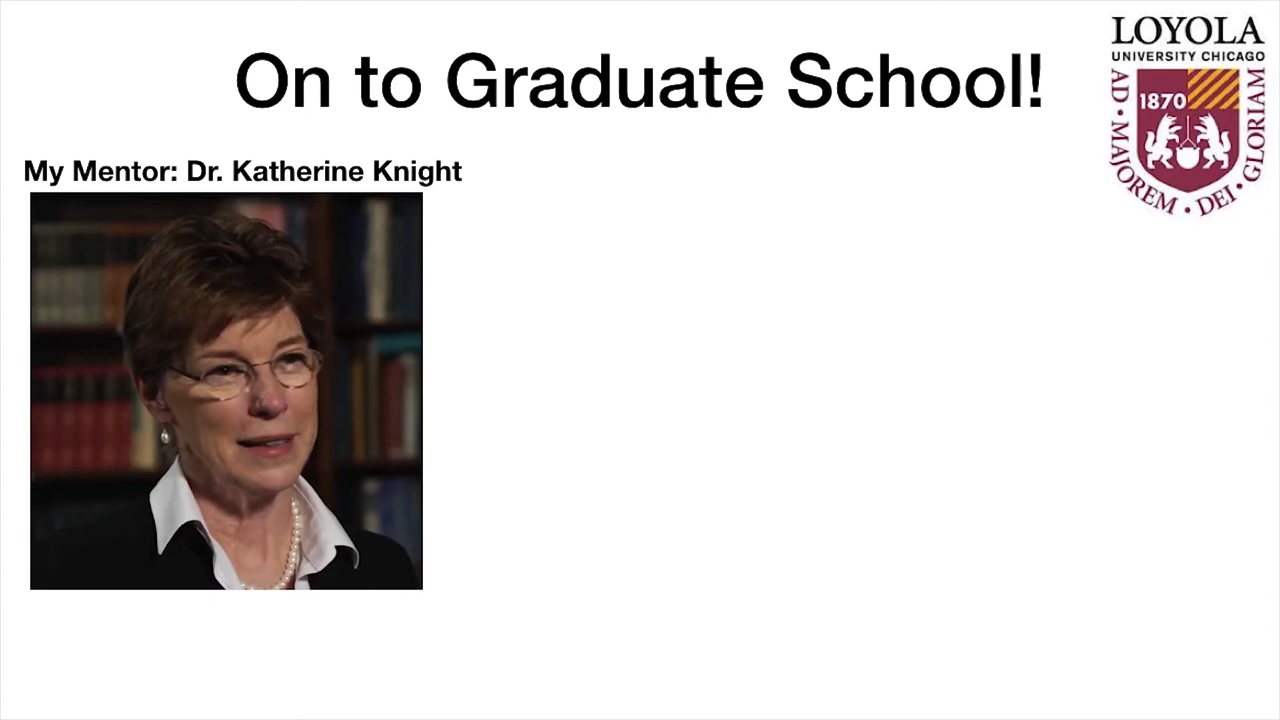 On to Graduate School!
LOYOLA
UNIVERSITY CHICAGO
1870
AD • MAJOREM • DEI • GLORIAM
My Mentor: Dr. Katherine Knight